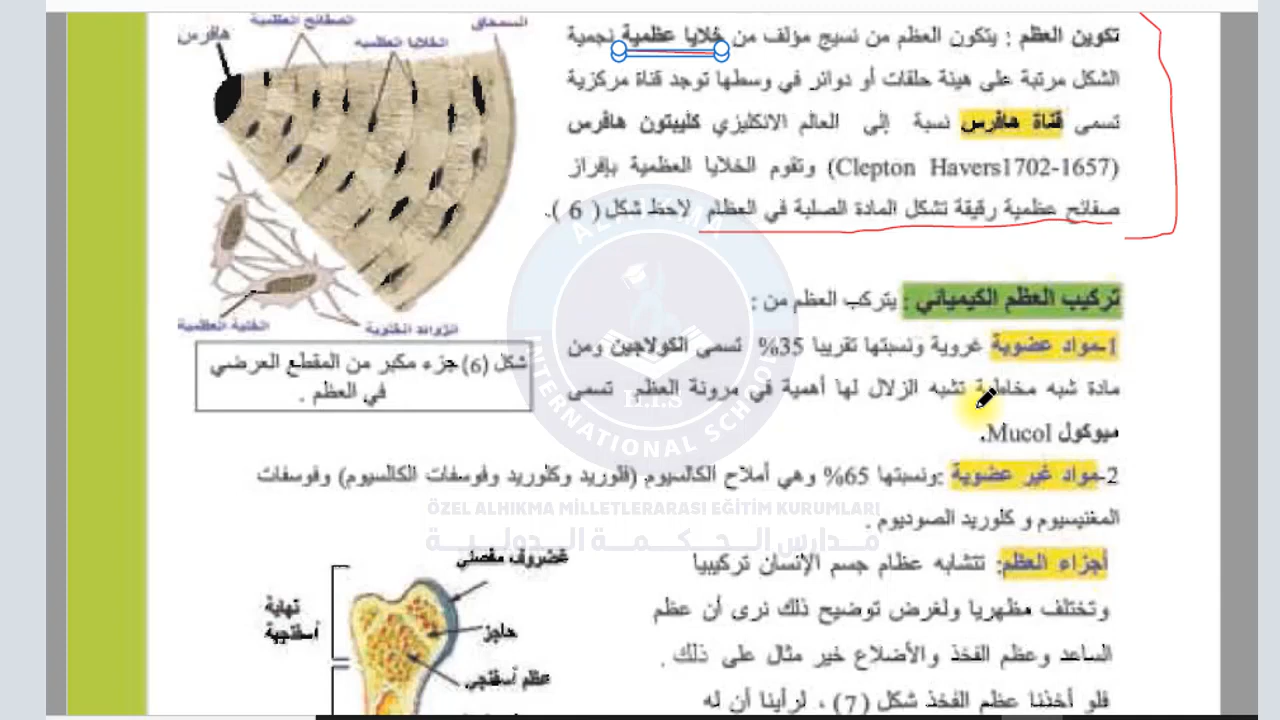 تكوين العظم : يتكون العظم من نسيج مؤلف من خلايا عظمية نجمية
الشكل مرتبة على هيئة حلقات أو دوائر في وسطها توجد قناة مركزية
تسمى قناة هافرس نسبة إلى العالم الانكليزي كليبتون هافرس
(Clepton Havers1702-1657) وتقوم الخلايا العظمية بإفراز
صفائح عظمية رقيقة تشكل المادة الصلبة في العظام لاحظ شكل ( 6 ).
السمحاق
الصفائح العظمية
الخلايا العظمية
هافرس
الخلية العظمية
الزوائد الخلوية
شكل (6) جزء مكبر من المقطع العرضي
في العظم .
تركيب العظم الكيميائي : يتركب العظم من :
1-مواد عضوية غروية ونسبتها تقريبا 35% تسمى الكولاجين ومن
مادة شبه مخاطية تشبه الزلال لها أهمية في مرونة العظم تسمى
ميوكول Mucol.
2-مواد غير عضوية :ونسبتها 65% وهي أملاح الكالسيوم (فلوريد وكلوريد وفوسفات الكالسيوم) وفوسفات
المغنيسيوم و كلوريد الصوديوم .
أجزاء العظم: تتشابه عظام جسم الإنسان تركيبيا
وتختلف مظهريا ولغرض توضيح ذلك نرى أن عظم
الساعد وعظم الفخذ والأضلاع خير مثال على ذلك .
فلو أخذنا عظم الفخذ شكل (7) ، لرأينا أن له
غضروف مفصلي
نهاية
أسفنجية
حاجز
عظم أسفنجي
ALHIKMA
INTERNATIONAL SCHOOL
H.I.S
ÖZEL ALHIKMA MİLLETLERARASI EĞİTİM KURUMLARI
مدارس الحكمة الدولية